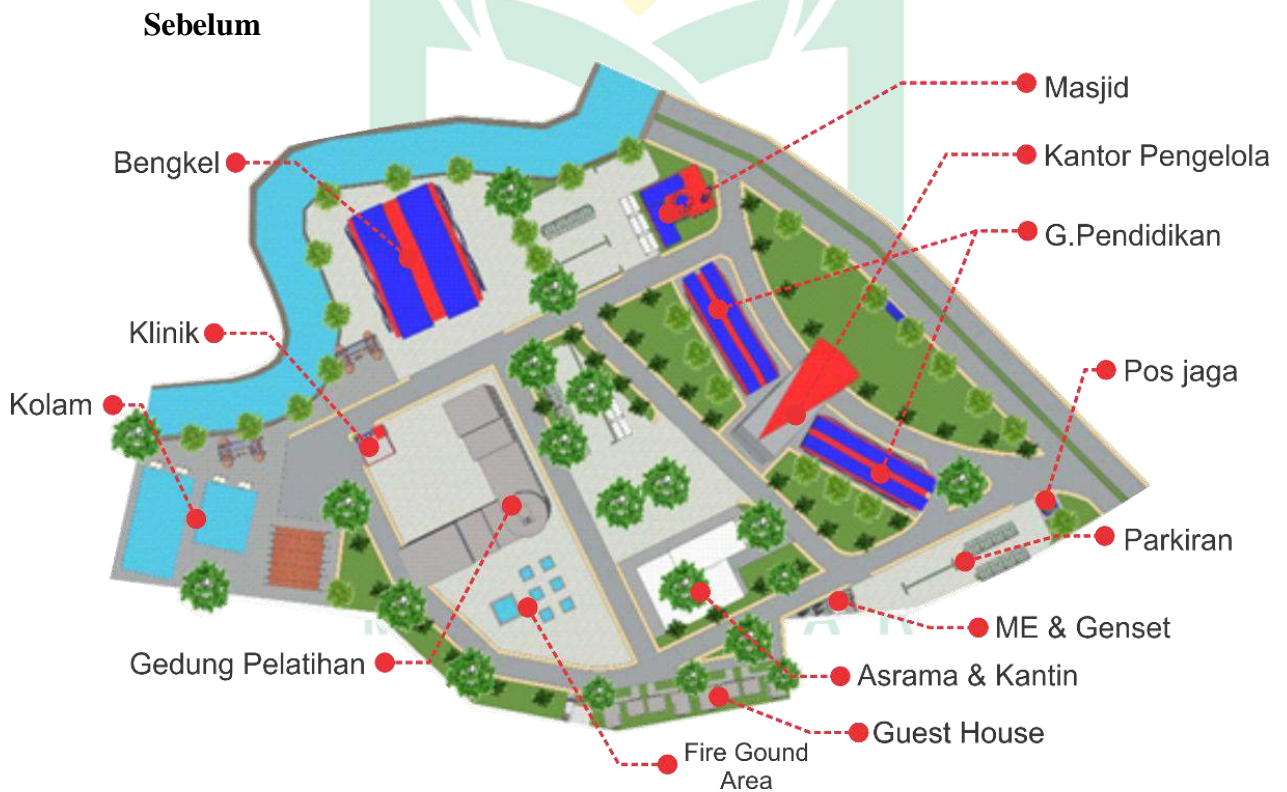 Sebelum
Masjid
Bengkel
Kantor Pengelola
G.Pendidikan
Klinik
Pos jaga
Kolam
Parkiran
ME & Genset
Gedung Pelatihan
Asrama & Kantin
Guest House
Fire Gound
Area